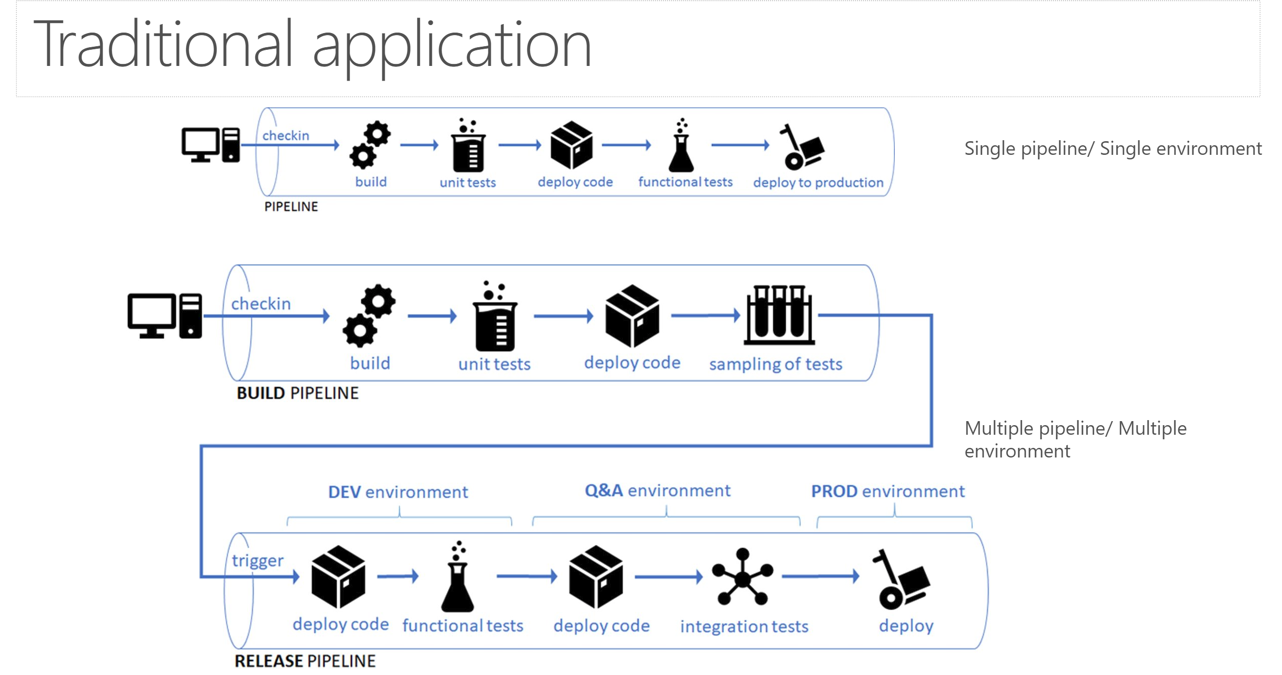 Traditional application
checkin
build
unit tests
deploy code
functional tests
deploy to production
PIPELINE
Single pipeline/ Single environment
checkin
build
unit tests
deploy code
sampling of tests
BUILD PIPELINE
Multiple pipeline/ Multiple
environment
DEV environment
Q&A environment
PROD environment
trigger
deploy code
functional tests
deploy code
integration tests
deploy
RELEASE PIPELINE